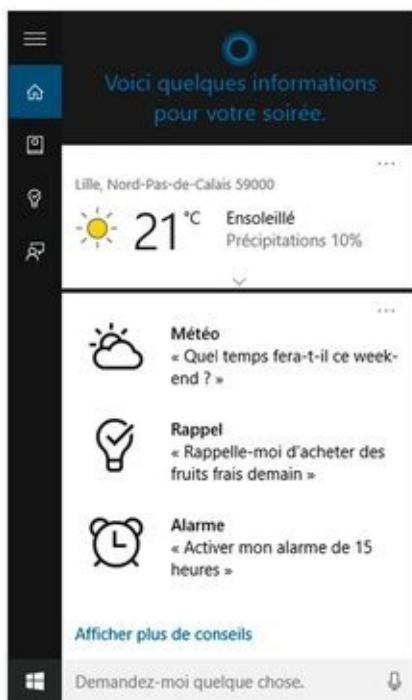 Voici quelques informations
pour votre soirée.
Lille, Nord-Pas-de-Calais 59000
21°C
Ensoleillé
Précipitations 10%
Météo
« Quel temps fera-t-il ce week-
end ? »
Rappel
« Rappelle-moi d'acheter des
fruits frais demain »
Alarme
« Activer mon alarme de 15
heures »
Afficher plus de conseils
Demandez-moi quelque chose.